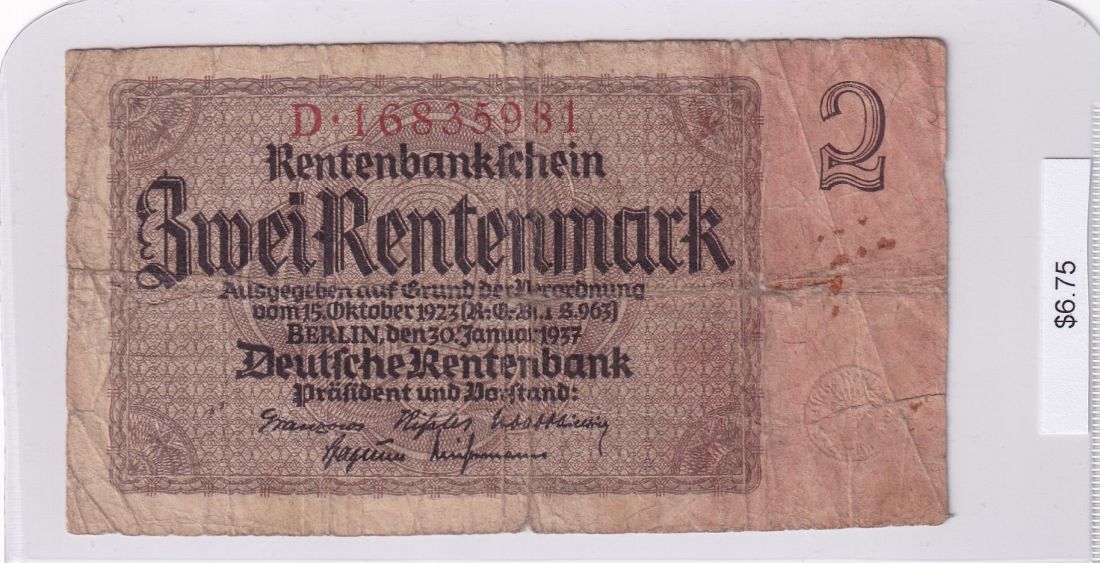 D·16835981
2
Rentenbankschein
Zwei Rentenmark
Ausgegeben auf Grund der Verordnung
vom 15. Oktober 1923 (R.-G.-Bl. I S. 963)
BERLIN, den 30. Januar 1937
Deutsche Rentenbank
Präsident und Vorstand:
$6.75